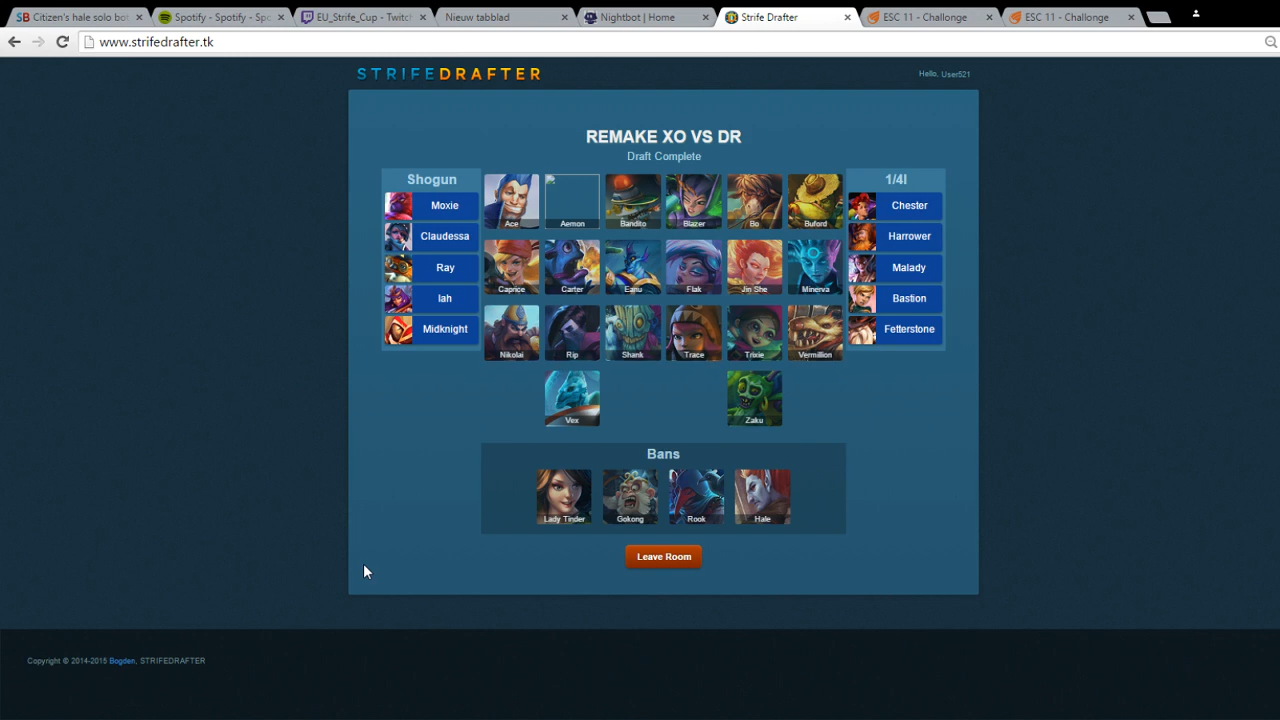 Citizen's hale solo bot
Spotify - Spotify - Spo
EU_Strife_Cup - Twitch
Nieuw tabblad
Nightbot | Home
Strife Drafter
ESC 11 - Challonge
ESC 11 - Challonge
www.strifedrafter.tk
STRIFEDRAFTER
Hello, User521
REMAKE XO VS DR
Draft Complete
Shogun
Moxie
Claudessa
Ray
Iah
Midknight
Ace
Aemon
Bandito
Blazer
Bo
Buford
Caprice
Carter
Eanu
Flak
Jin She
Minerva
Nikolai
Rip
Shank
Trace
Trixie
Vermillion
Vex
Zaku
1/4l
Chester
Harrower
Malady
Bastion
Fetterstone
Bans
Lady Tinder
Gokong
Rook
Hale
Leave Room
Copyright © 2014-2015 Bogden, STRIFEDRAFTER